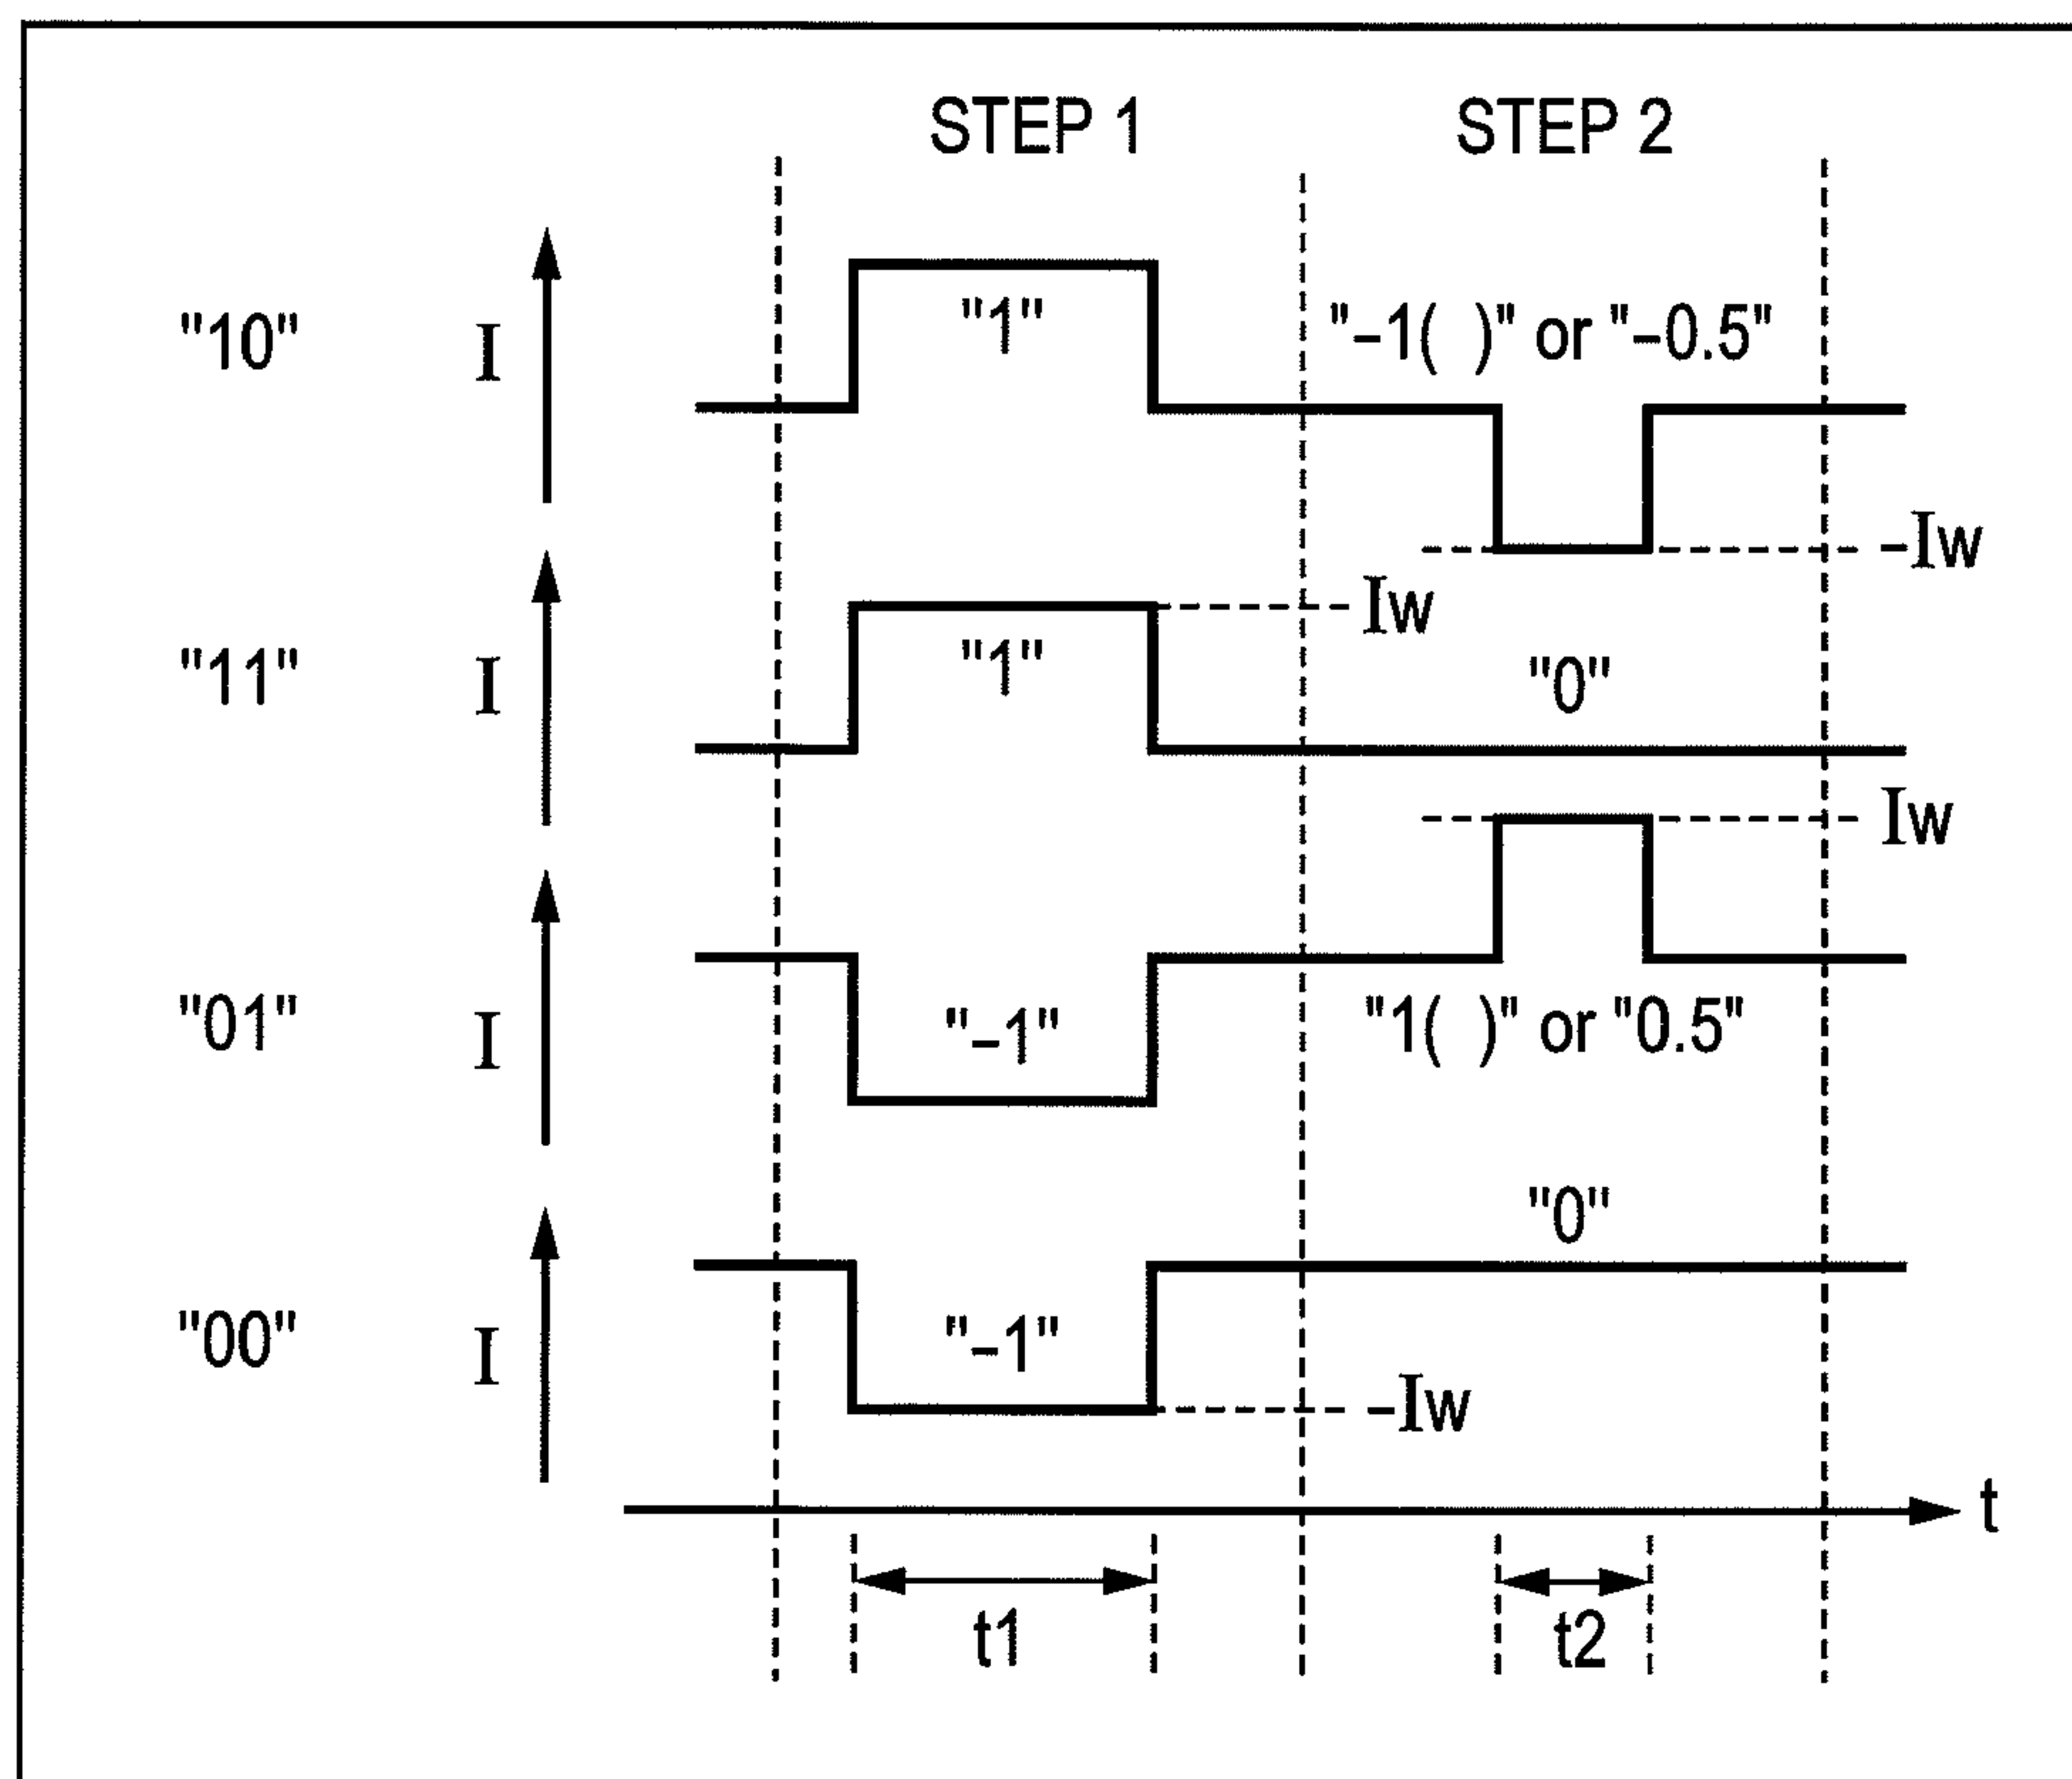 STEP 1 STEP 2
"10" I "1" "-1( )" or "-0.5"
-Iw
"11" I "1" Iw "0"
Iw
"01" I "-1" "1( )" or "0.5"
"0"
"00" I "-1" -Iw
t
t1 t2